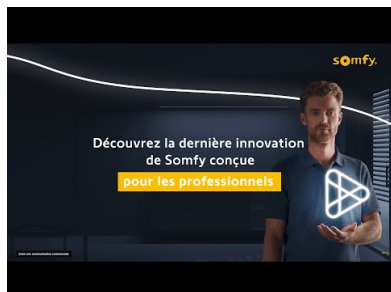 somfy.
Découvrez la dernière innovation
de Somfy conçue
pour les professionnels